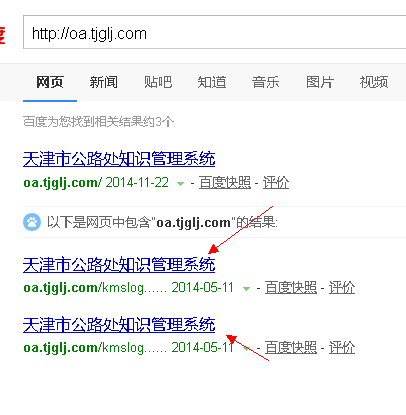 http://oa.tjglj.com
网页 新闻 贴吧 知道 音乐 图片 视频
百度为您找到相关结果约3个
天津市公路处知识管理系统
oa.tjglj.com/ 2014-11-22 - 百度快照 - 评价
以下是网页中包含"oa.tjglj.com"的结果:
天津市公路处知识管理系统
oa.tjglj.com/kmslog...... 2014-05-11 - 百度快照 - 评价
天津市公路处知识管理系统
oa.tjglj.com/kmslog...... 2014-05-11 - 百度快照 - 评价